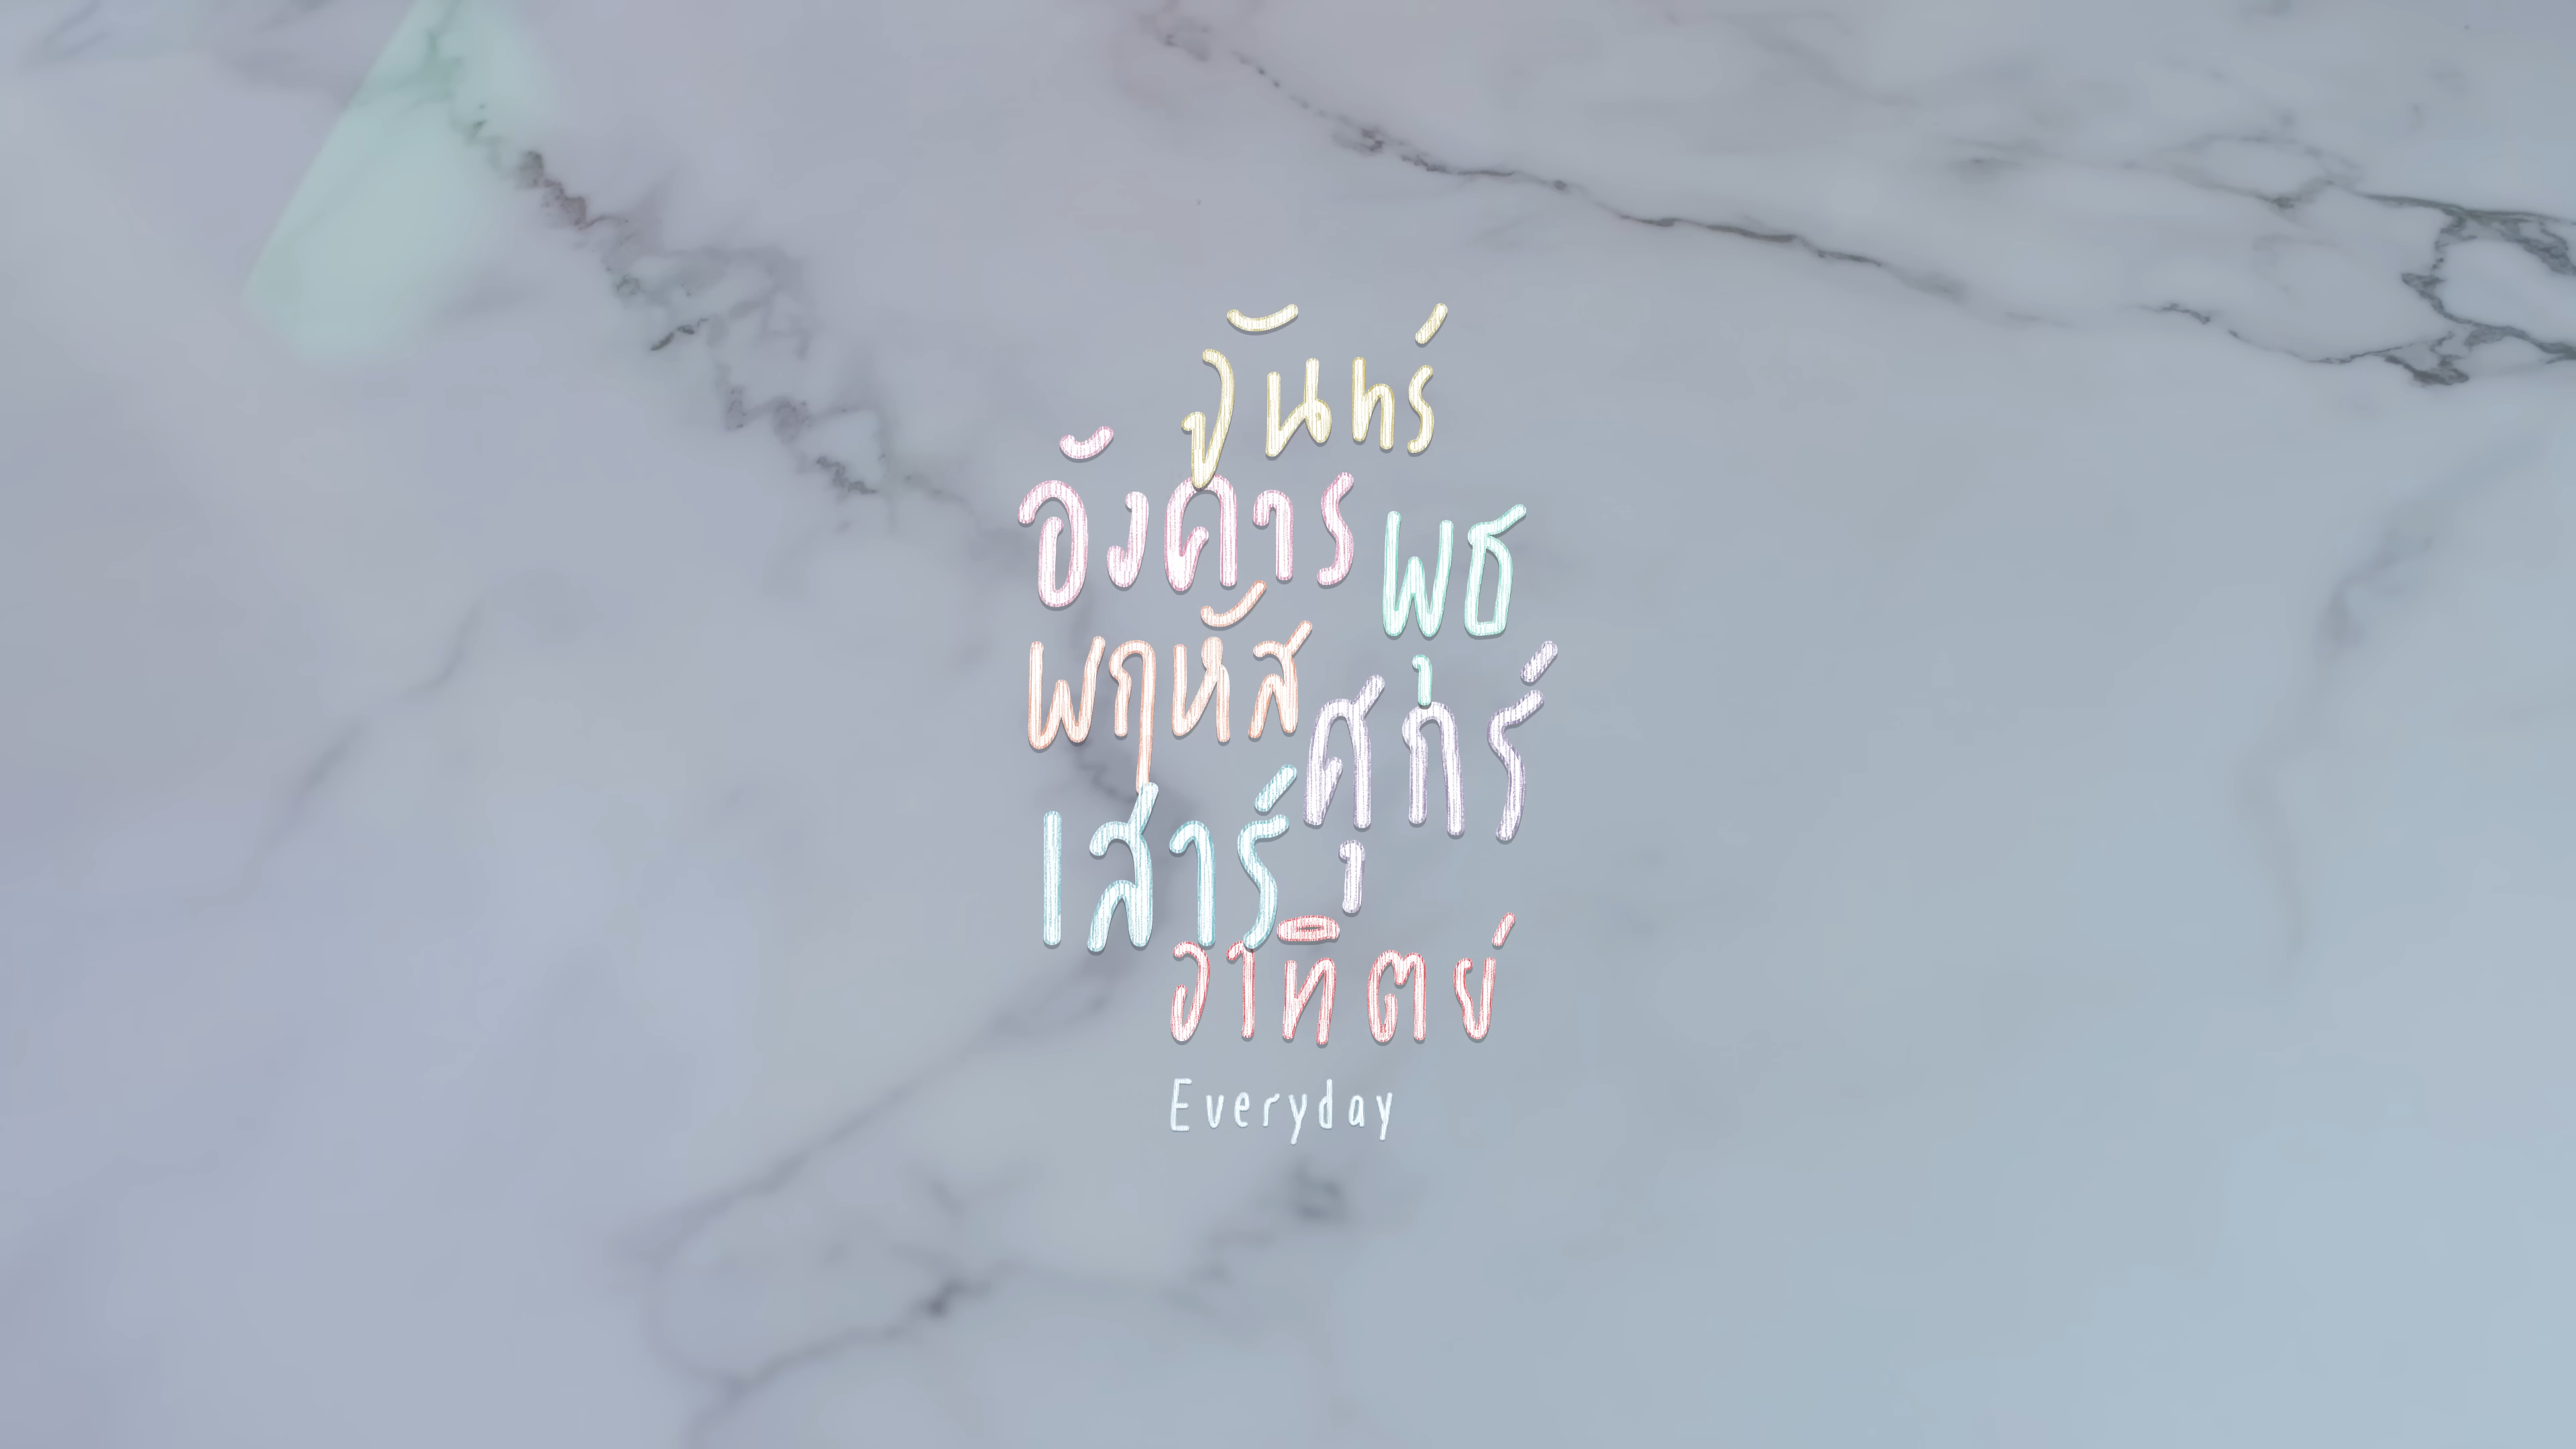 จันทร์
อังคาร
พุธ
พฤหัส
ศุกร์
เสาร์
อาทิตย์
Everyday